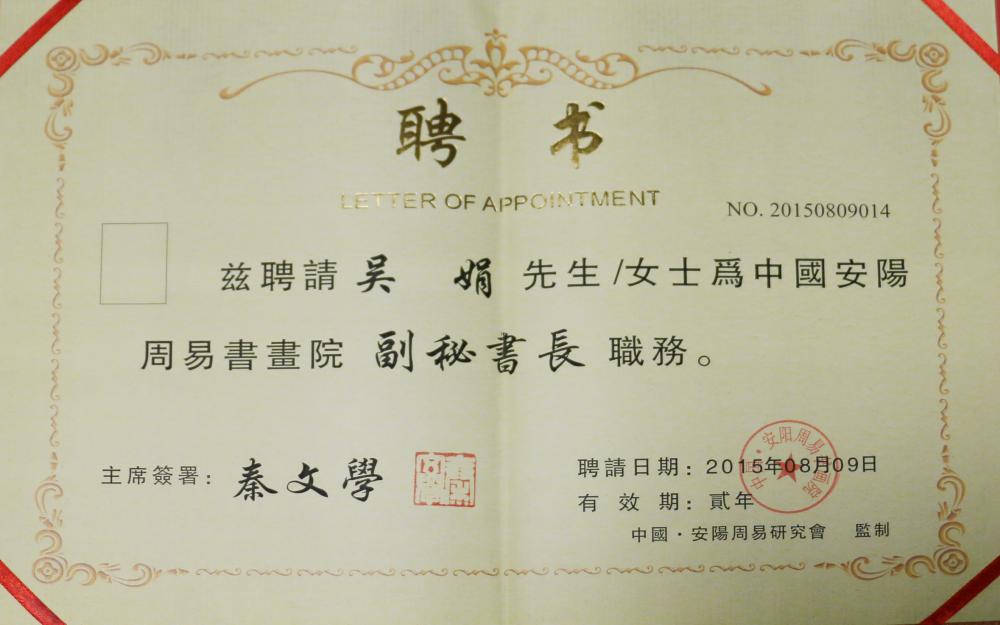 聘 书
LETTER OF APPOINTMENT
NO. 20150809014
兹聘請 吴 娟 先生/女士爲中國安陽
周易書畫院 副秘書長 職務。
主席簽署：秦文學
聘請日期：2015年08月09日
有效期：貳年
中國·安陽周易研究會 監制